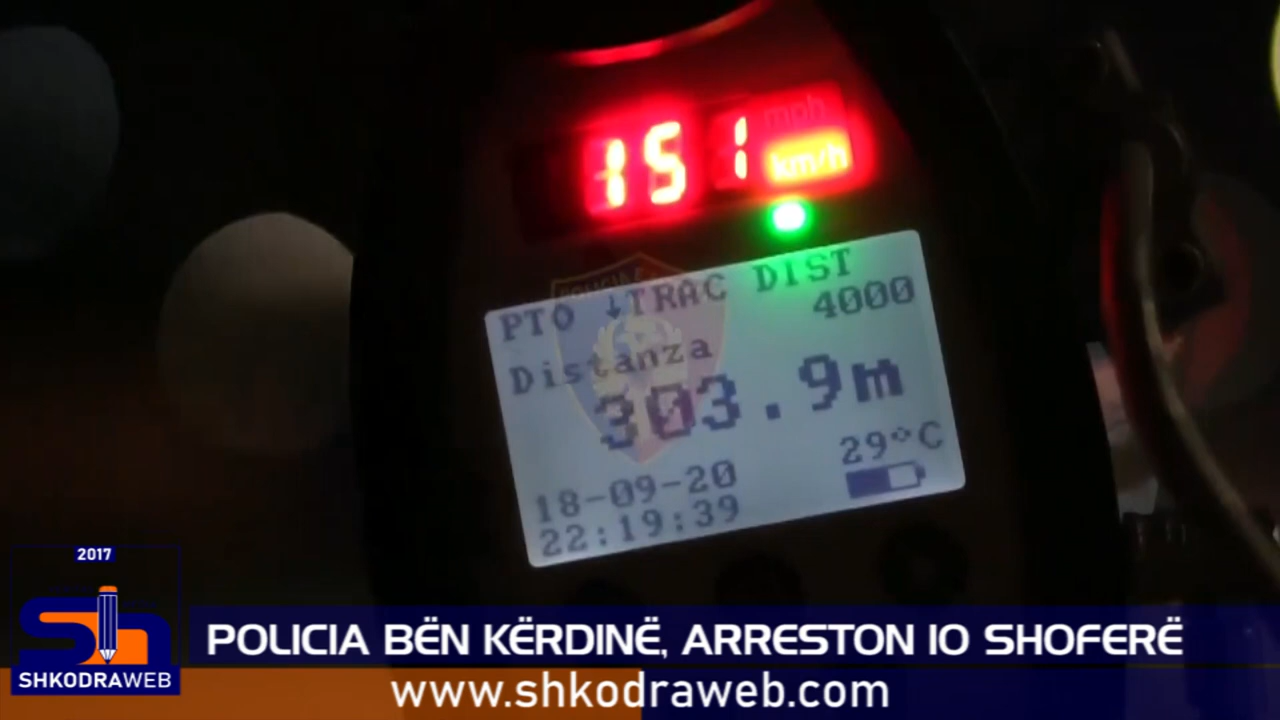 151 mph
km/h
PTO ↓TRAC DIST
4000
Distanza
303.9m
29°C
18-09-20
22:19:39
2017
sh
SHKODRAWEB
POLICIA BËN KËRDINË, ARRESTON 10 SHOFERË
www.shkodraweb.com